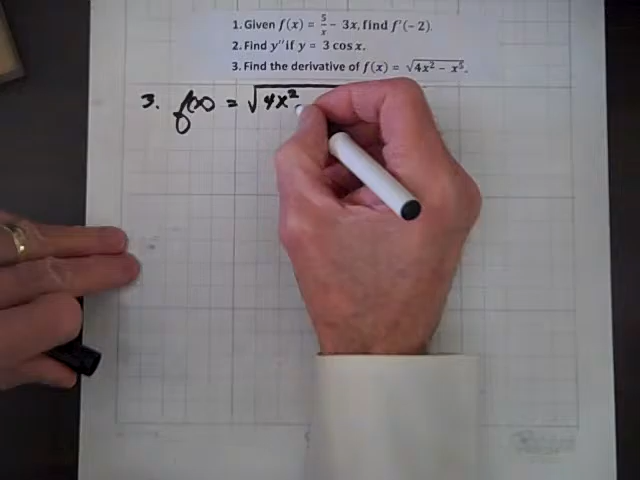 1. Given f(x) = 5/x − 3x, find f′(−2).
2. Find y″ if y = 3 cos x.
3. Find the derivative of f(x) = √(4x² − x⁵).
3. f(x) = √4x²